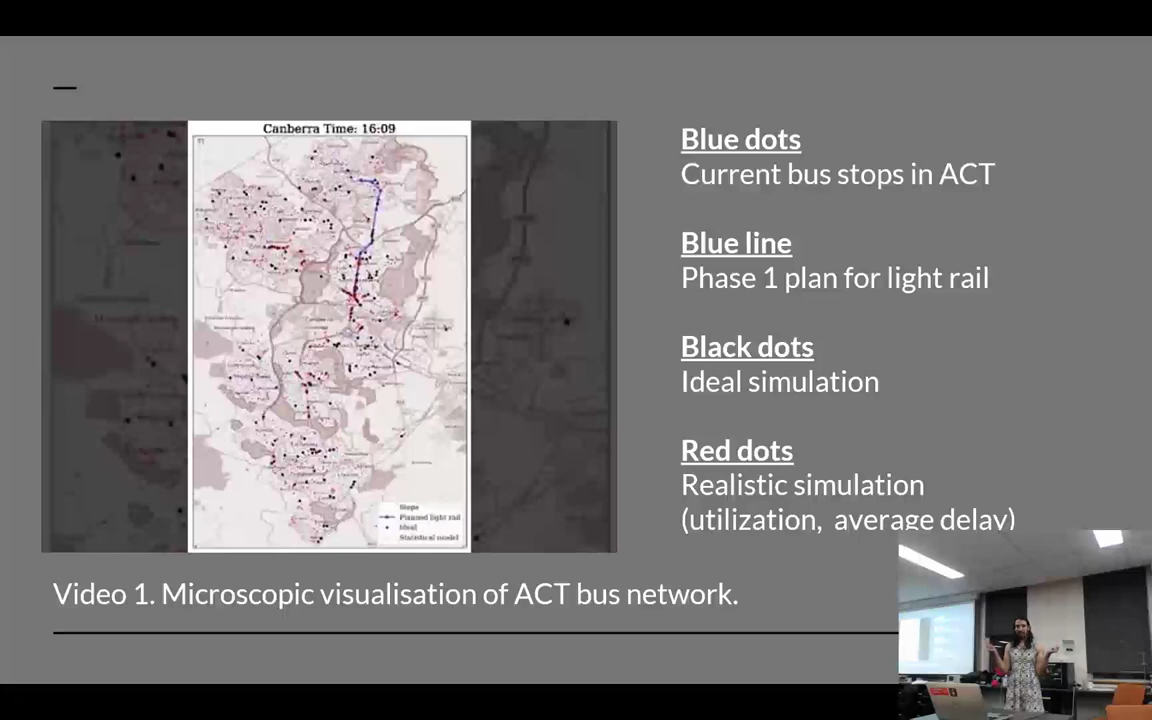 Canberra Time: 16:09
Blue dots
Current bus stops in ACT
Blue line
Phase 1 plan for light rail
Black dots
Ideal simulation
Red dots
Realistic simulation
(utilization, average delay)
Stops
Planned light rail
Ideal
Statistical model
Video 1. Microscopic visualisation of ACT bus network.